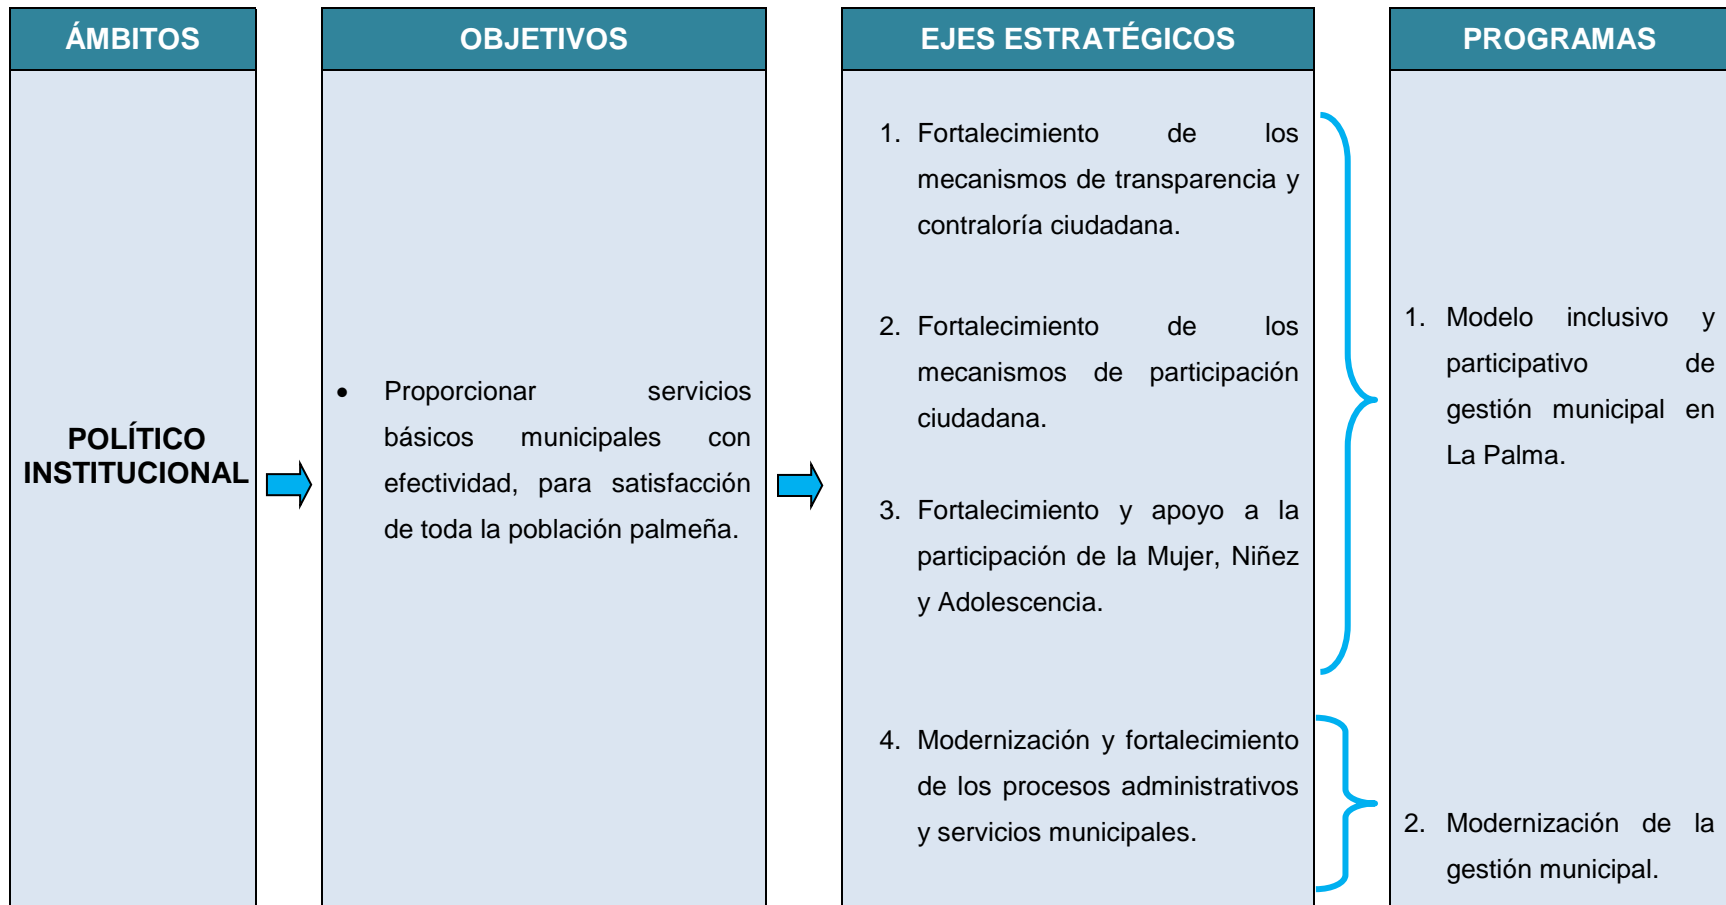 ÁMBITOS
OBJETIVOS
EJES ESTRATÉGICOS
PROGRAMAS
POLÍTICO
INSTITUCIONAL
• Proporcionar servicios
básicos municipales con
efectividad, para satisfacción
de toda la población palmeña.
1. Fortalecimiento de los
mecanismos de transparencia y
contraloría ciudadana.
2. Fortalecimiento de los
mecanismos de participación
ciudadana.
3. Fortalecimiento y apoyo a la
participación de la Mujer, Niñez
y Adolescencia.
4. Modernización y fortalecimiento
de los procesos administrativos
y servicios municipales.
1. Modelo inclusivo y
participativo de
gestión municipal en
La Palma.
2. Modernización de la
gestión municipal.